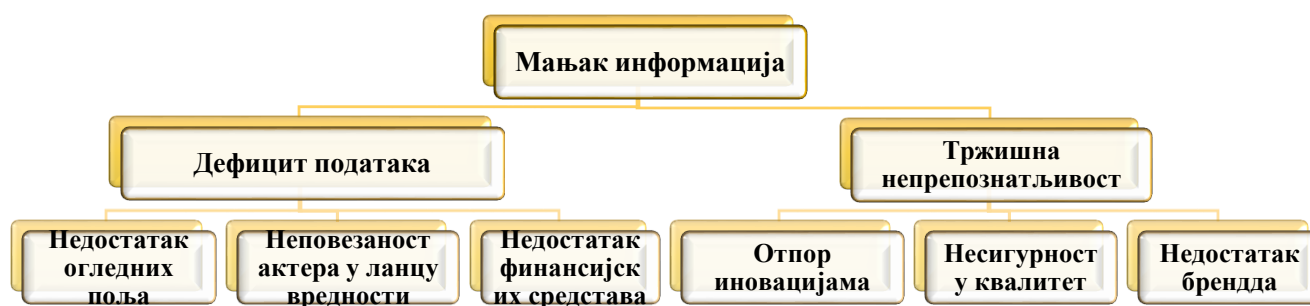 Мањак информација
Дефицит података
Тржишна
непрепознатљивост
Недостатак
огледних
поља
Неповезаност
актера у ланцу
вредности
Недостатак
финансијск
их средстава
Отпор
иновацијама
Несигурност
у квалитет
Недостатак
брендда